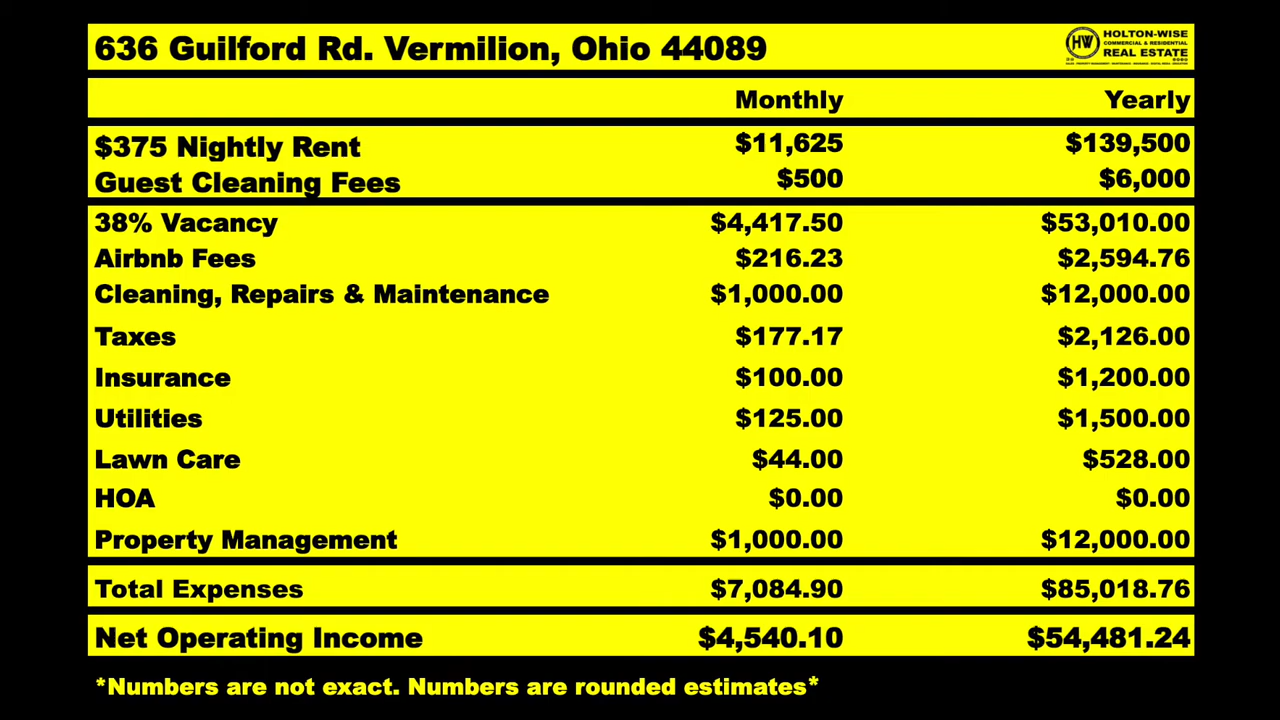 636 Guilford Rd. Vermilion, Ohio 44089
HOLTON-WISE
COMMERCIAL & RESIDENTIAL
REAL ESTATE
HW
Monthly Yearly
$375 Nightly Rent $11,625 $139,500
Guest Cleaning Fees $500 $6,000
38% Vacancy $4,417.50 $53,010.00
Airbnb Fees $216.23 $2,594.76
Cleaning, Repairs & Maintenance $1,000.00 $12,000.00
Taxes $177.17 $2,126.00
Insurance $100.00 $1,200.00
Utilities $125.00 $1,500.00
Lawn Care $44.00 $528.00
HOA $0.00 $0.00
Property Management $1,000.00 $12,000.00
Total Expenses $7,084.90 $85,018.76
Net Operating Income $4,540.10 $54,481.24
*Numbers are not exact. Numbers are rounded estimates*